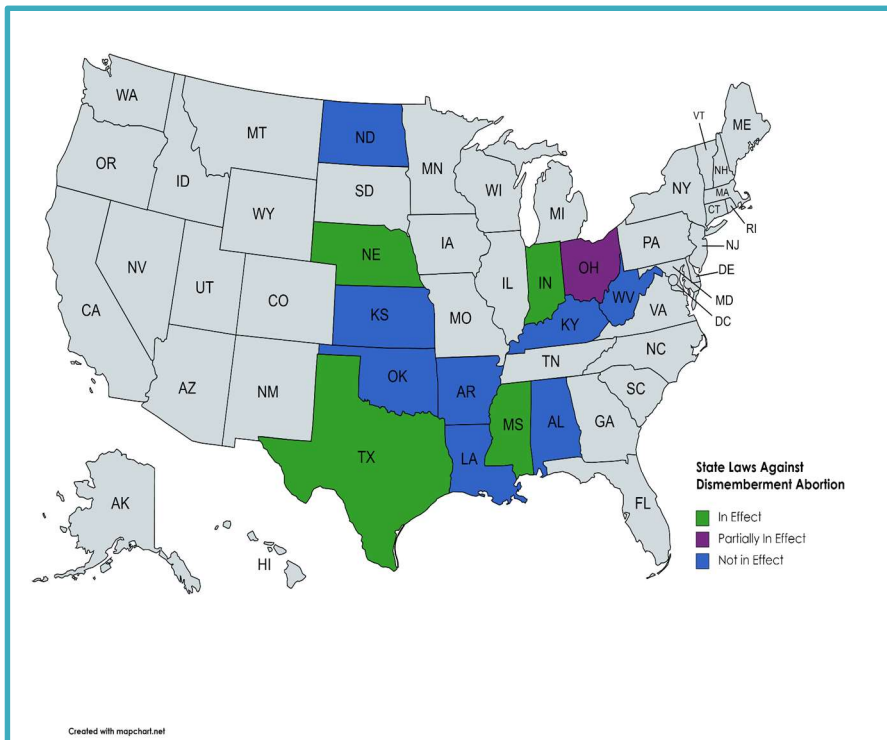 WA
MT
ND
MN
OR
ID
SD
WI
MI
VT
ME
NH
NY
MA
CT
RI
WY
IA
NE
PA
NJ
NV
UT
CO
IL
IN
OH
DE
MD
DC
WV
VA
CA
KS
MO
KY
NC
TN
AZ
NM
OK
AR
SC
MS
AL
GA
TX
LA
FL
AK
HI
State Laws Against
Dismemberment Abortion
In Effect
Partially In Effect
Not in Effect
Created with mapchart.net